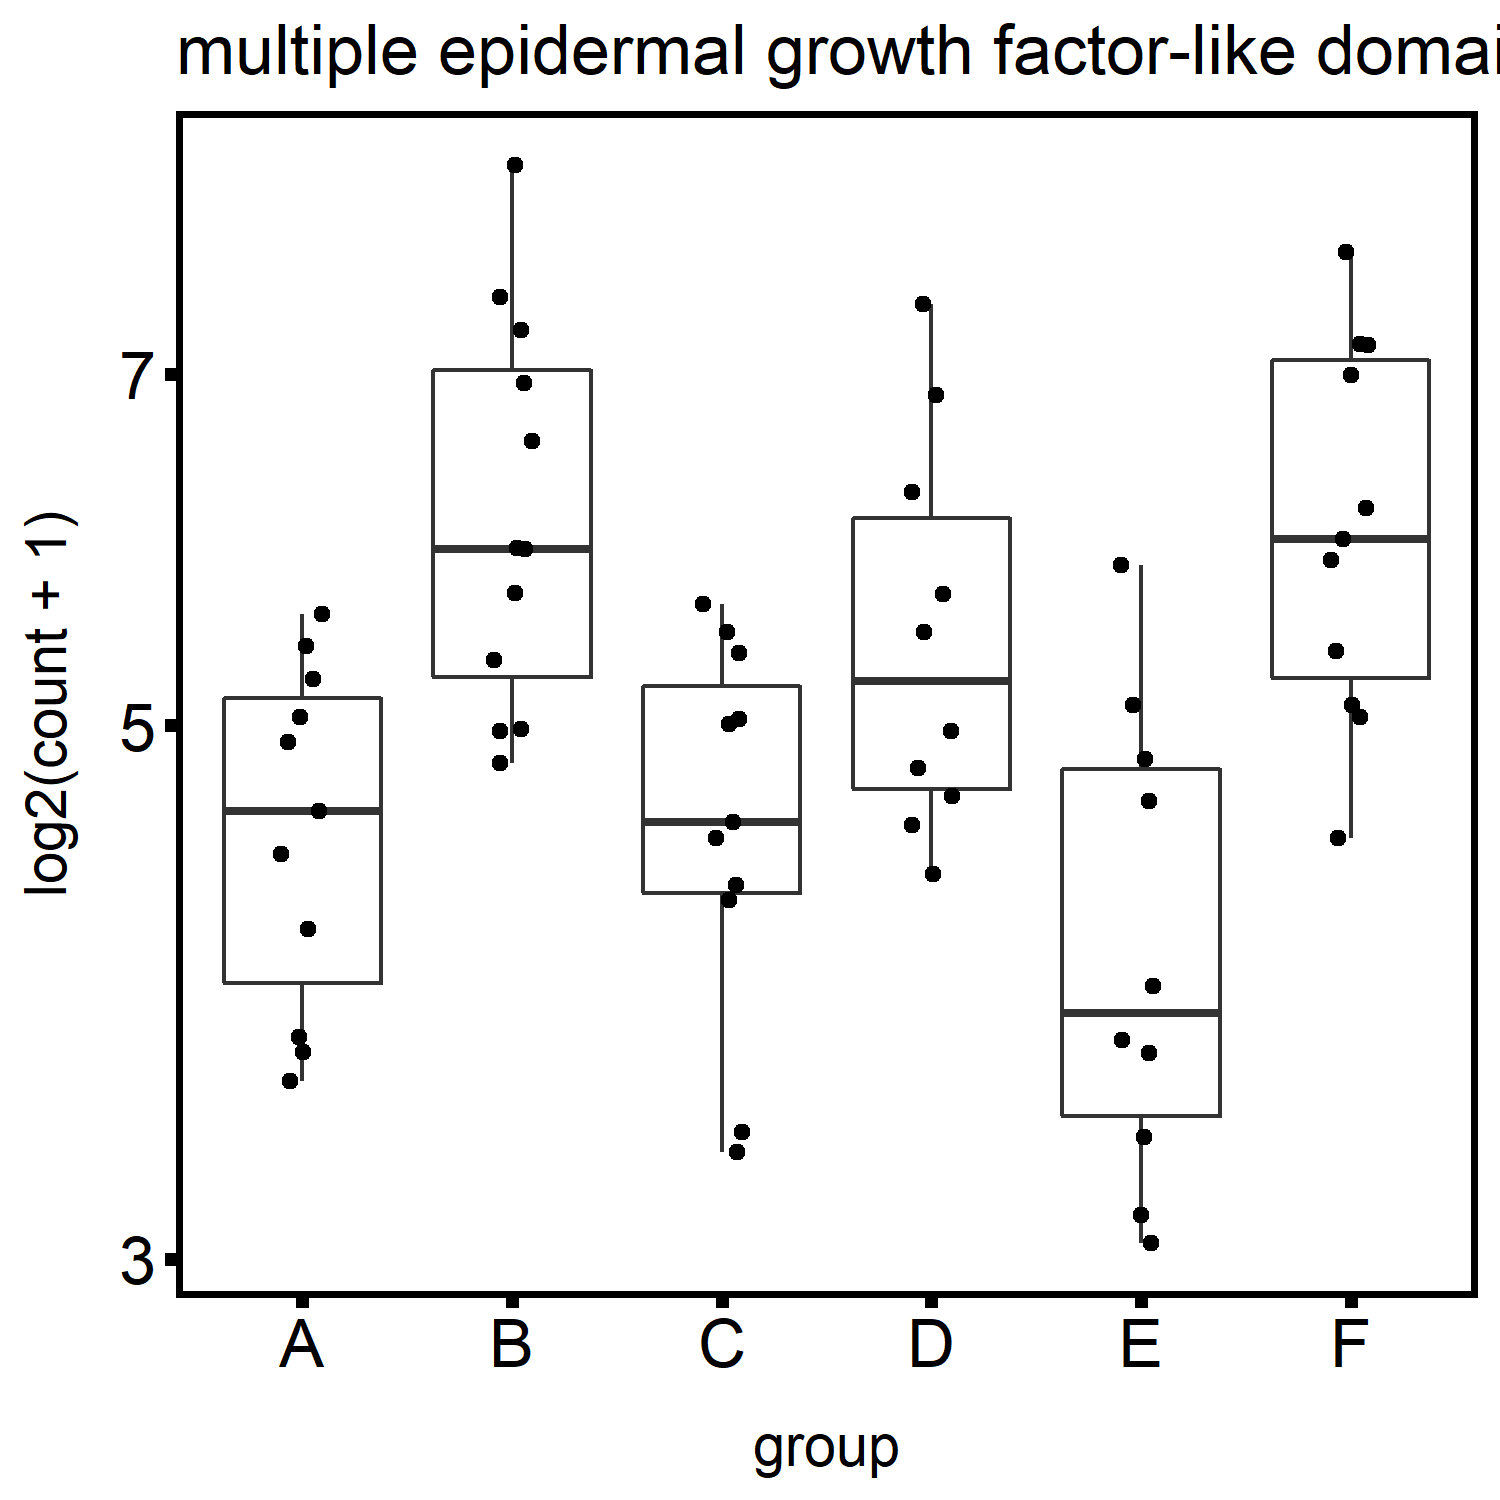 multiple epidermal growth factor-like domai
log2(count + 1)
7
5
3
A B C D E F
group